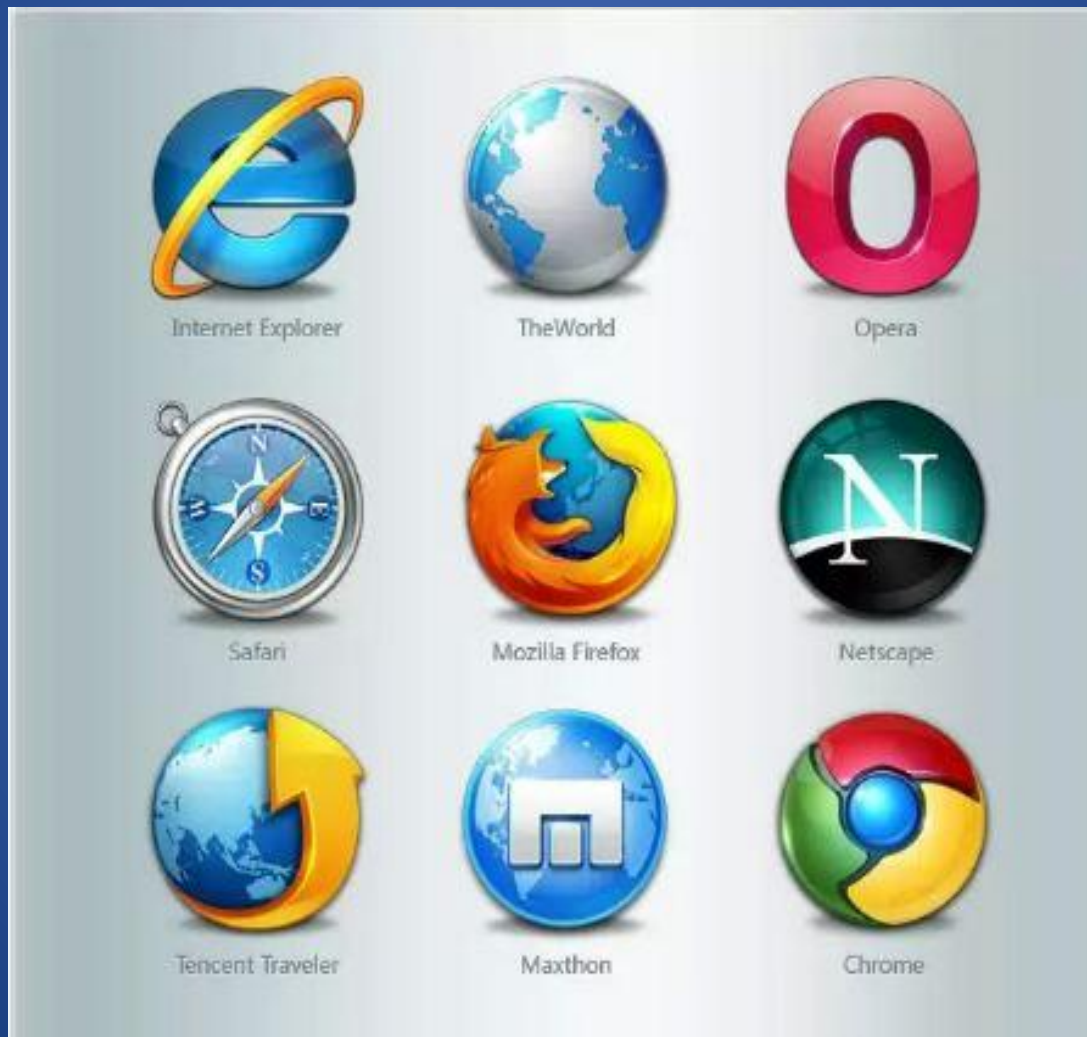 Internet Explorer
TheWorld
Opera
N
W
E
S
Safari
Mozilla Firefox
N
Netscape
Tencent Traveler
Maxthon
Chrome